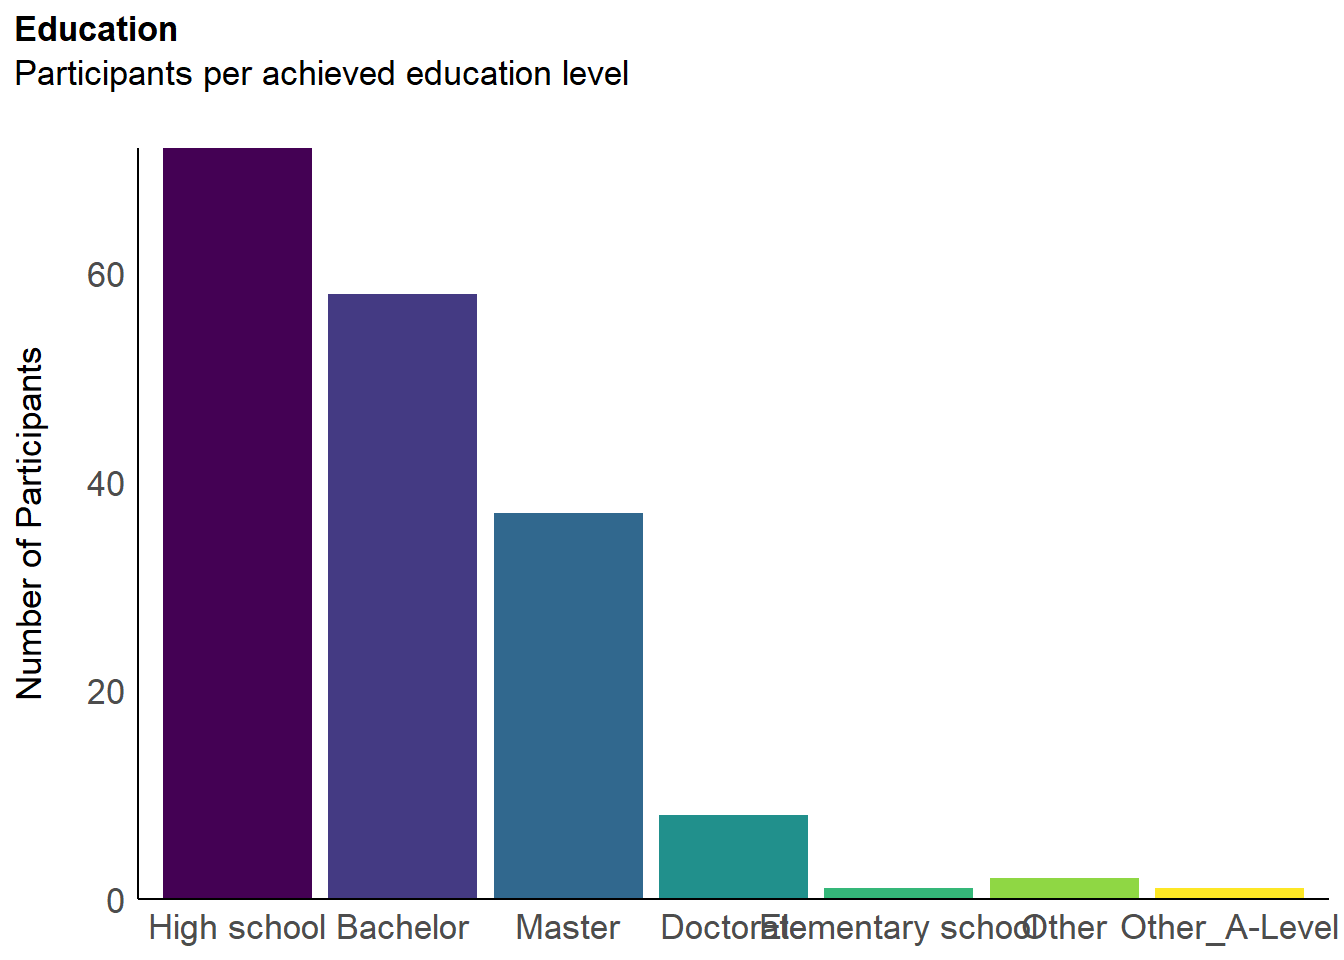 Education
Participants per achieved education level
Number of Participants
60
40
20
0
High school Bachelor Master Doctorate Elementary school Other Other_A-Level